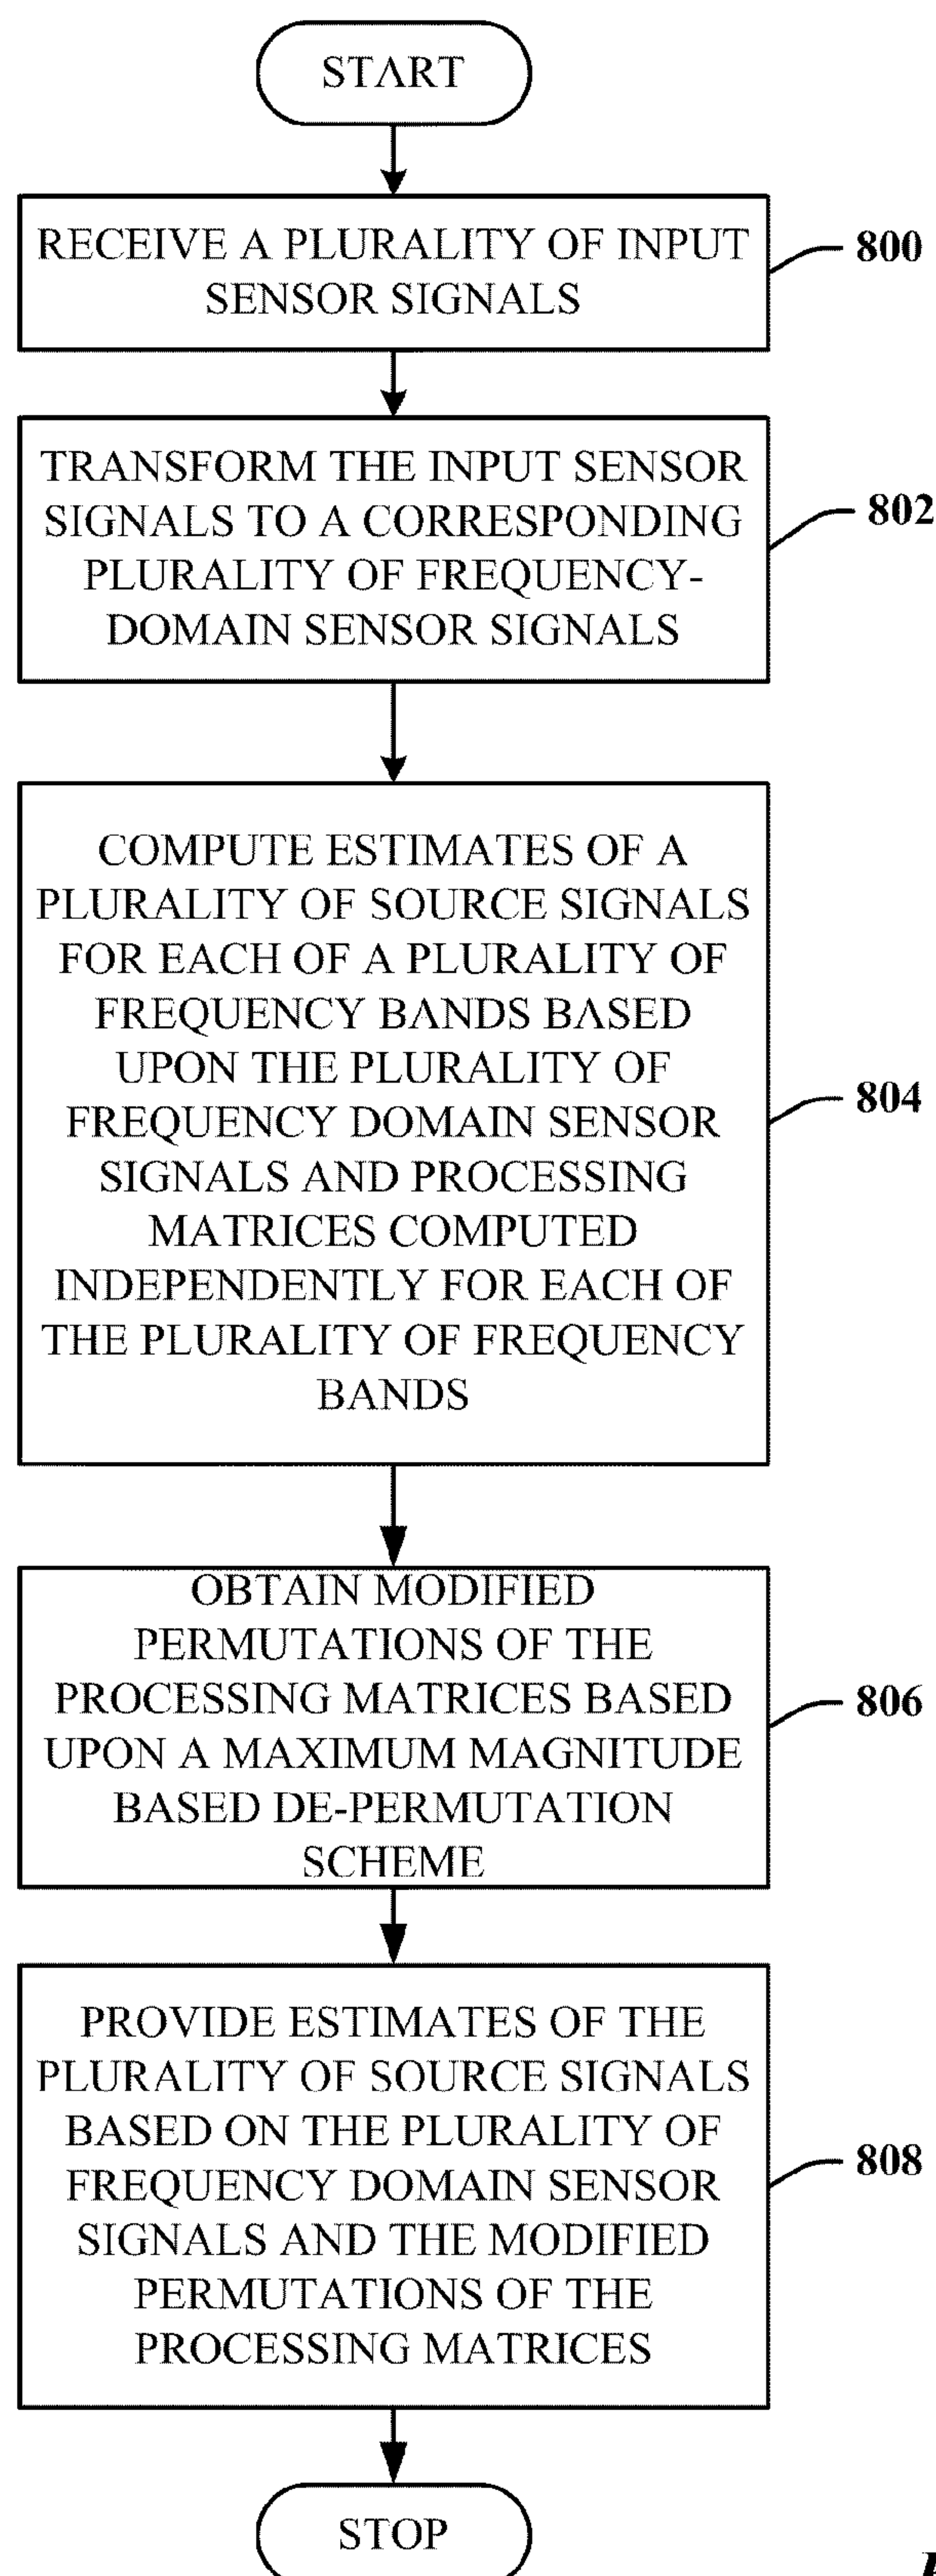 START
RECEIVE A PLURALITY OF INPUT
SENSOR SIGNALS
800
TRANSFORM THE INPUT SENSOR
SIGNALS TO A CORRESPONDING
PLURALITY OF FREQUENCY-
DOMAIN SENSOR SIGNALS
802
COMPUTE ESTIMATES OF A
PLURALITY OF SOURCE SIGNALS
FOR EACH OF A PLURALITY OF
FREQUENCY BANDS BASED
UPON THE PLURALITY OF
FREQUENCY DOMAIN SENSOR
SIGNALS AND PROCESSING
MATRICES COMPUTED
INDEPENDENTLY FOR EACH OF
THE PLURALITY OF FREQUENCY
BANDS
804
OBTAIN MODIFIED
PERMUTATIONS OF THE
PROCESSING MATRICES BASED
UPON A MAXIMUM MAGNITUDE
BASED DE-PERMUTATION
SCHEME
806
PROVIDE ESTIMATES OF THE
PLURALITY OF SOURCE SIGNALS
BASED ON THE PLURALITY OF
FREQUENCY DOMAIN SENSOR
SIGNALS AND THE MODIFIED
PERMUTATIONS OF THE
PROCESSING MATRICES
808
STOP